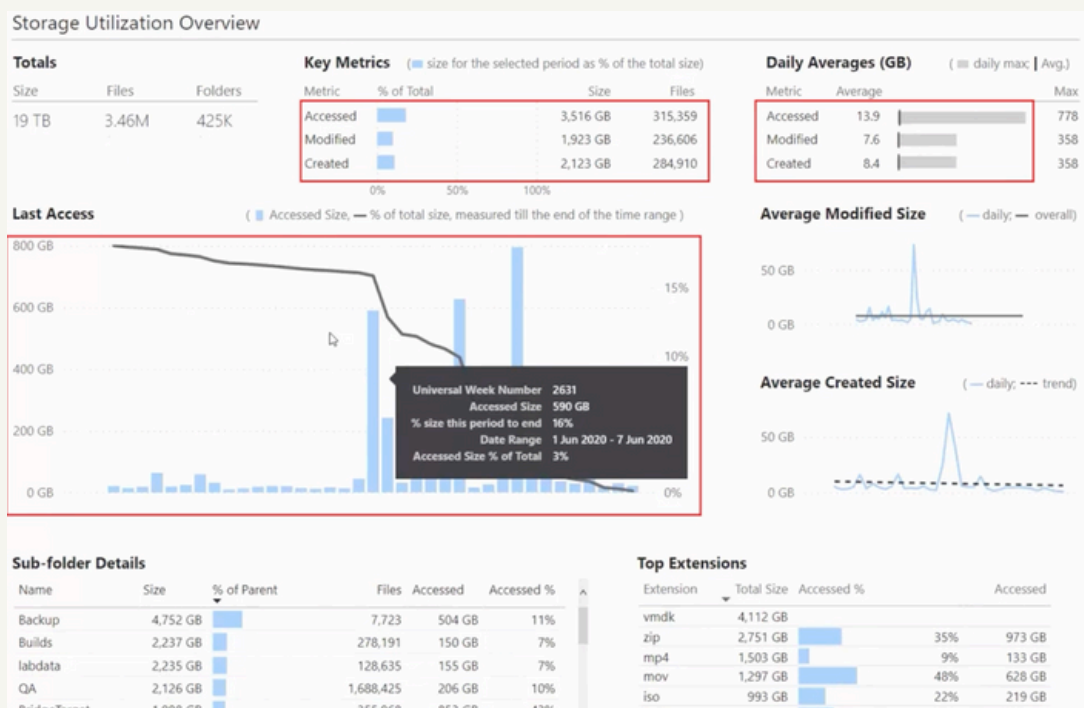 Storage Utilization Overview
Totals
Size Files Folders
19 TB 3.46M 425K
Key Metrics ( size for the selected period as % of the total size)
Metric % of Total Size Files
Accessed 3,516 GB 315,359
Modified 1,923 GB 236,606
Created 2,123 GB 284,910
0% 50% 100%
Daily Averages (GB) ( daily max; | Avg.)
Metric Average Max
Accessed 13.9 778
Modified 7.6 358
Created 8.4 358
Last Access ( Accessed Size, — % of total size, measured till the end of the time range )
800 GB
600 GB
400 GB
200 GB
0 GB
15%
10%
0%
Universal Week Number 2631
Accessed Size 590 GB
% size this period to end 16%
Date Range 1 Jun 2020 - 7 Jun 2020
Accessed Size % of Total 3%
Average Modified Size ( — daily; — overall)
50 GB
0 GB
Average Created Size ( — daily; --- trend)
50 GB
0 GB
Sub-folder Details
Name Size % of Parent Files Accessed Accessed %
Backup 4,752 GB 7,723 504 GB 11%
Builds 2,237 GB 278,191 150 GB 7%
labdata 2,235 GB 128,635 155 GB 7%
QA 2,126 GB 1,688,425 206 GB 10%
Top Extensions
Extension Total Size Accessed % Accessed
vmdk 4,112 GB
zip 2,751 GB 35% 973 GB
mp4 1,503 GB 9% 133 GB
mov 1,297 GB 48% 628 GB
iso 993 GB 22% 219 GB